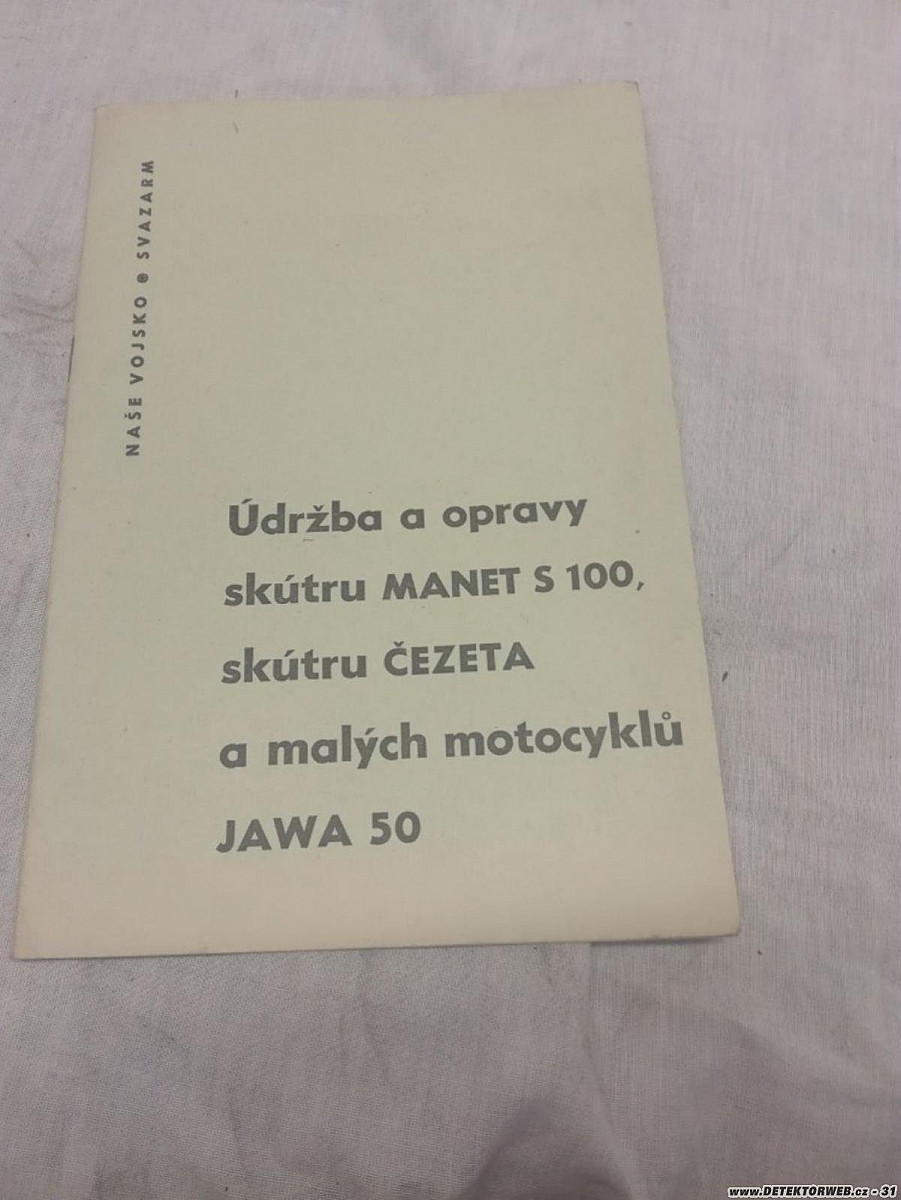 NAŠE VOJSKO ⊛ SVAZARM
Údržba a opravy
skútru MANET S 100,
skútru ČEZETA
a malých motocyklů
JAWA 50
www.DETEKTORWEB.cz - 31